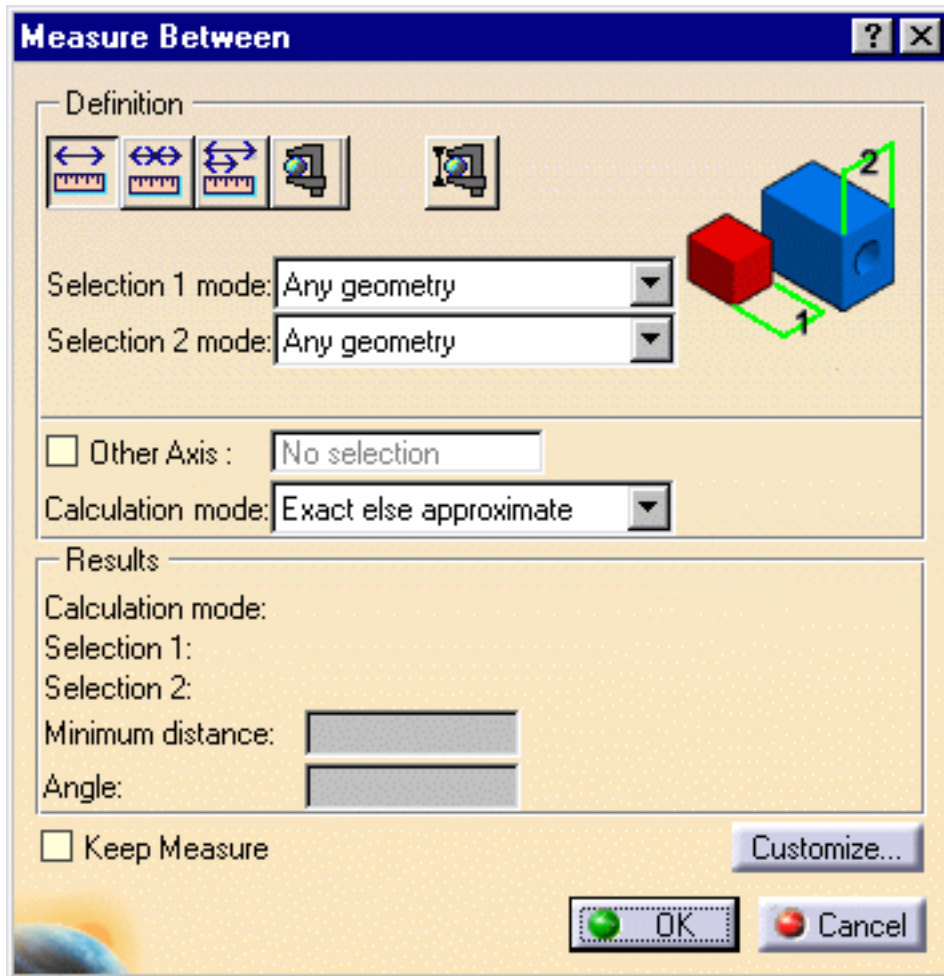 Measure Between
Definition
2
1
Selection 1 mode: Any geometry
Selection 2 mode: Any geometry
Other Axis : No selection
Calculation mode: Exact else approximate
Results
Calculation mode:
Selection 1:
Selection 2:
Minimum distance:
Angle:
Keep Measure
Customize...
OK Cancel